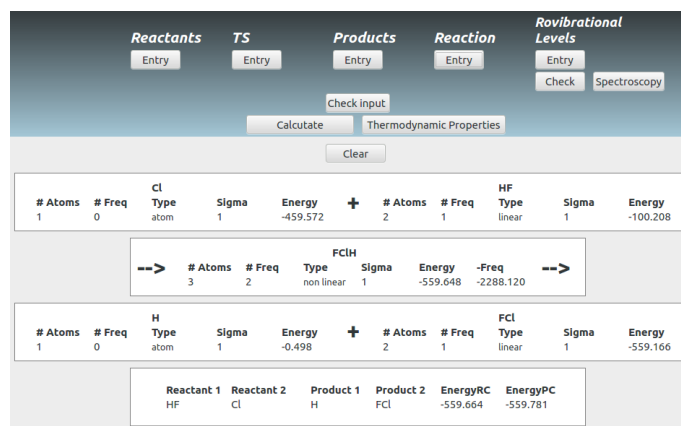 Reactants TS Products Reaction Rovibrational Levels
Entry Entry Entry Entry Entry
Check Spectroscopy
Check input
Calcutate Thermodynamic Properties
Clear
Cl HF
# Atoms # Freq Type Sigma Energy + # Atoms # Freq Type Sigma Energy
1 0 atom 1 -459.572 2 1 linear 1 -100.208
FClH
--> # Atoms # Freq Type Sigma Energy -Freq -->
3 2 non linear 1 -559.648 -2288.120
H FCl
# Atoms # Freq Type Sigma Energy + # Atoms # Freq Type Sigma Energy
1 0 atom 1 -0.498 2 1 linear 1 -559.166
Reactant 1 Reactant 2 Product 1 Product 2 EnergyRC EnergyPC
HF Cl H FCl -559.664 -559.781